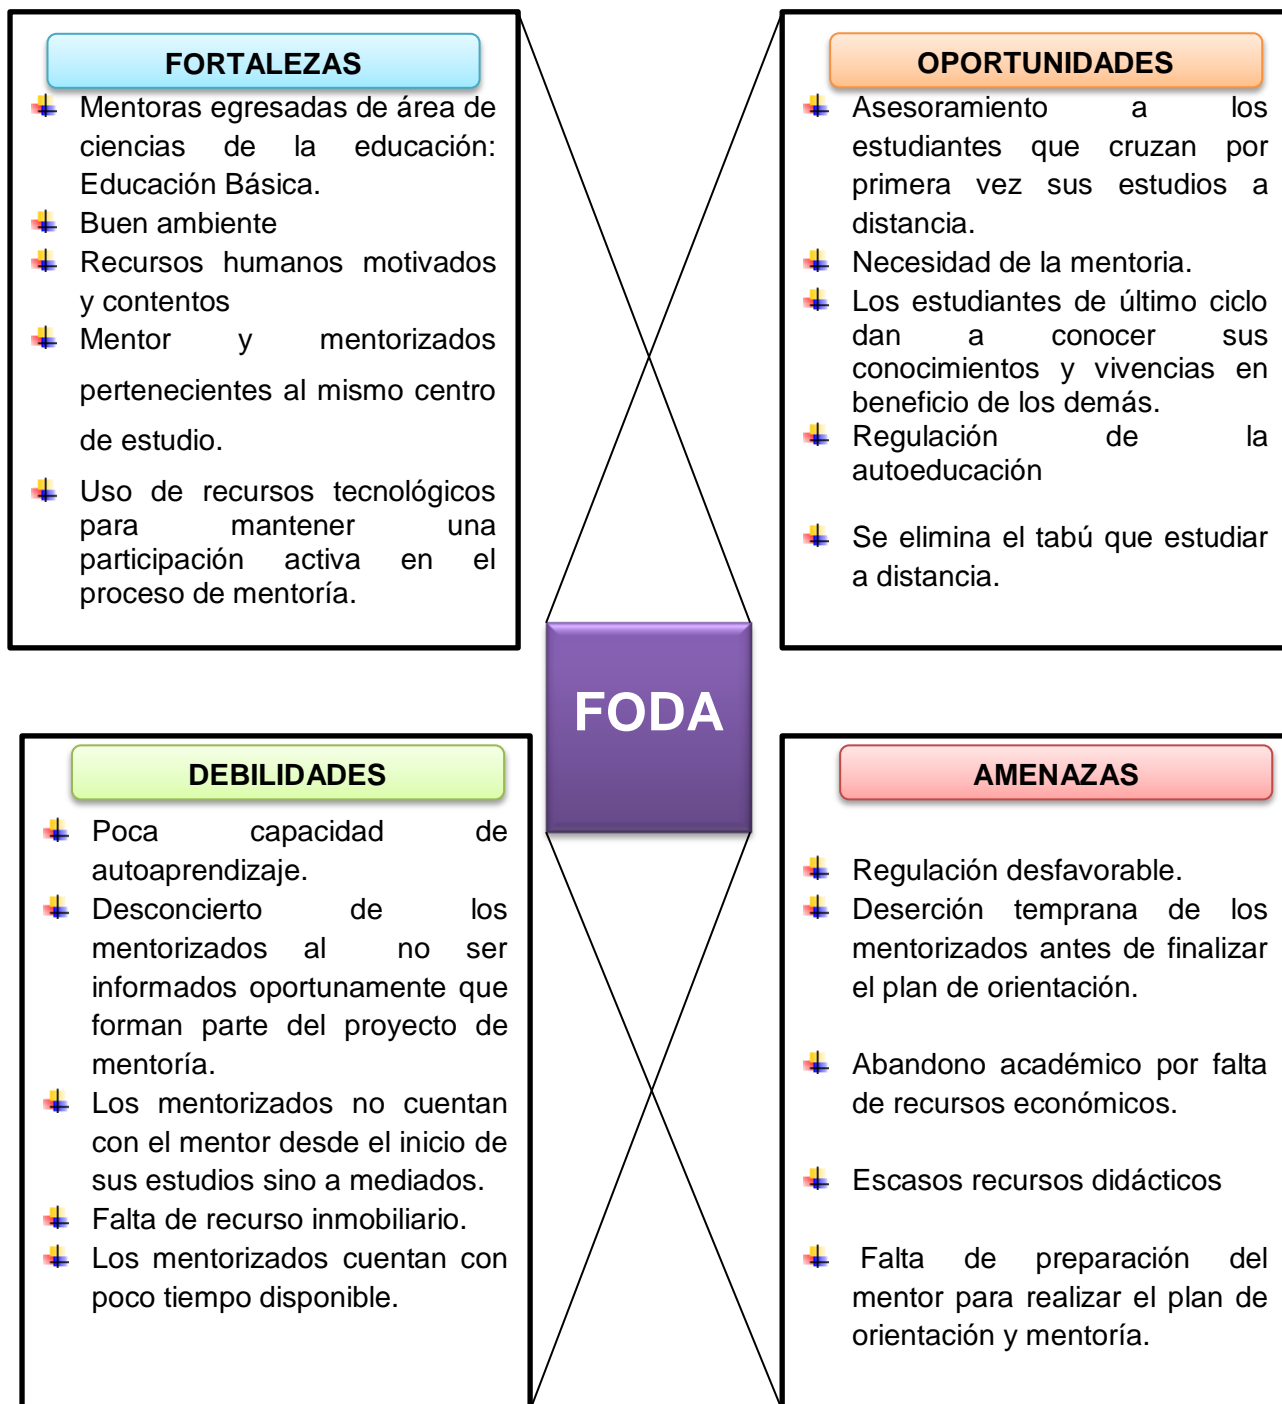 FORTALEZAS
Mentoras egresadas de área de
ciencias de la educación:
Educación Básica.
Buen ambiente
Recursos humanos motivados
y contentos
Mentor y mentorizados
pertenecientes al mismo centro
de estudio.
Uso de recursos tecnológicos
para mantener una
participación activa en el
proceso de mentoría.
OPORTUNIDADES
Asesoramiento a los
estudiantes que cruzan por
primera vez sus estudios a
distancia.
Necesidad de la mentoria.
Los estudiantes de último ciclo
dan a conocer sus
conocimientos y vivencias en
beneficio de los demás.
Regulación de la
autoeducación
Se elimina el tabú que estudiar
a distancia.
FODA
DEBILIDADES
Poca capacidad de
autoaprendizaje.
Desconcierto de los
mentorizados al no ser
informados oportunamente que
forman parte del proyecto de
mentoría.
Los mentorizados no cuentan
con el mentor desde el inicio de
sus estudios sino a mediados.
Falta de recurso inmobiliario.
Los mentorizados cuentan con
poco tiempo disponible.
AMENAZAS
Regulación desfavorable.
Deserción temprana de los
mentorizados antes de finalizar
el plan de orientación.
Abandono académico por falta
de recursos económicos.
Escasos recursos didácticos
Falta de preparación del
mentor para realizar el plan de
orientación y mentoría.